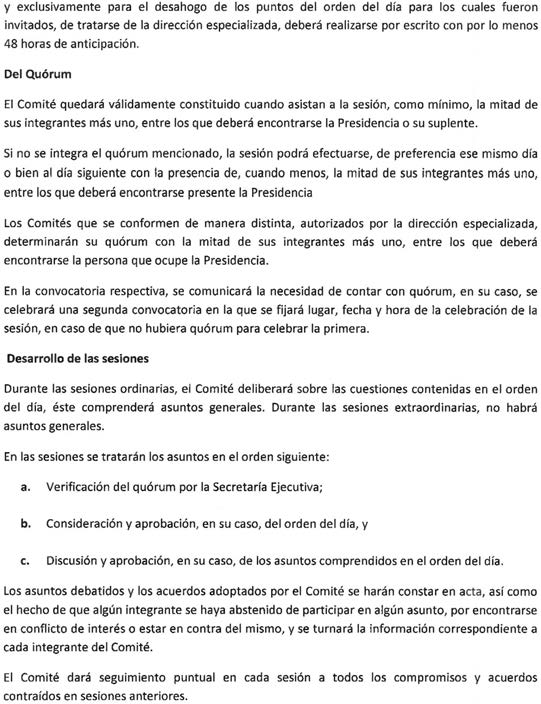 y exclusivamente para el desahogo de los puntos del orden del día para los cuales fueron
invitados, de tratarse de la dirección especializada, deberá realizarse por escrito con por lo menos
48 horas de anticipación.
Del Quórum
El Comité quedará válidamente constituido cuando asistan a la sesión, como mínimo, la mitad de
sus integrantes más uno, entre los que deberá encontrarse la Presidencia o su suplente.
Si no se integra el quórum mencionado, la sesión podrá efectuarse, de preferencia ese mismo día
o bien al día siguiente con la presencia de, cuando menos, la mitad de sus integrantes más uno,
entre los que deberá encontrarse presente la Presidencia
Los Comités que se conformen de manera distinta, autorizados por la dirección especializada,
determinarán su quórum con la mitad de sus integrantes más uno, entre los que deberá
encontrarse la persona que ocupe la Presidencia.
En la convocatoria respectiva, se comunicará la necesidad de contar con quórum, en su caso, se
celebrará una segunda convocatoria en la que se fijará lugar, fecha y hora de la celebración de la
sesión, en caso de que no hubiera quórum para celebrar la primera.
Desarrollo de las sesiones
Durante las sesiones ordinarias, el Comité deliberará sobre las cuestiones contenidas en el orden
del día, éste comprenderá asuntos generales. Durante las sesiones extraordinarias, no habrá
asuntos generales.
En las sesiones se tratarán los asuntos en el orden siguiente:
a. Verificación del quórum por la Secretaría Ejecutiva;
b. Consideración y aprobación, en su caso, del orden del día, y
c. Discusión y aprobación, en su caso, de los asuntos comprendidos en el orden del día.
Los asuntos debatidos y los acuerdos adoptados por el Comité se harán constar en acta, así como
el hecho de que algún integrante se haya abstenido de participar en algún asunto, por encontrarse
en conflicto de interés o estar en contra del mismo, y se turnará la información correspondiente a
cada integrante del Comité.
El Comité dará seguimiento puntual en cada sesión a todos los compromisos y acuerdos
contraídos en sesiones anteriores.